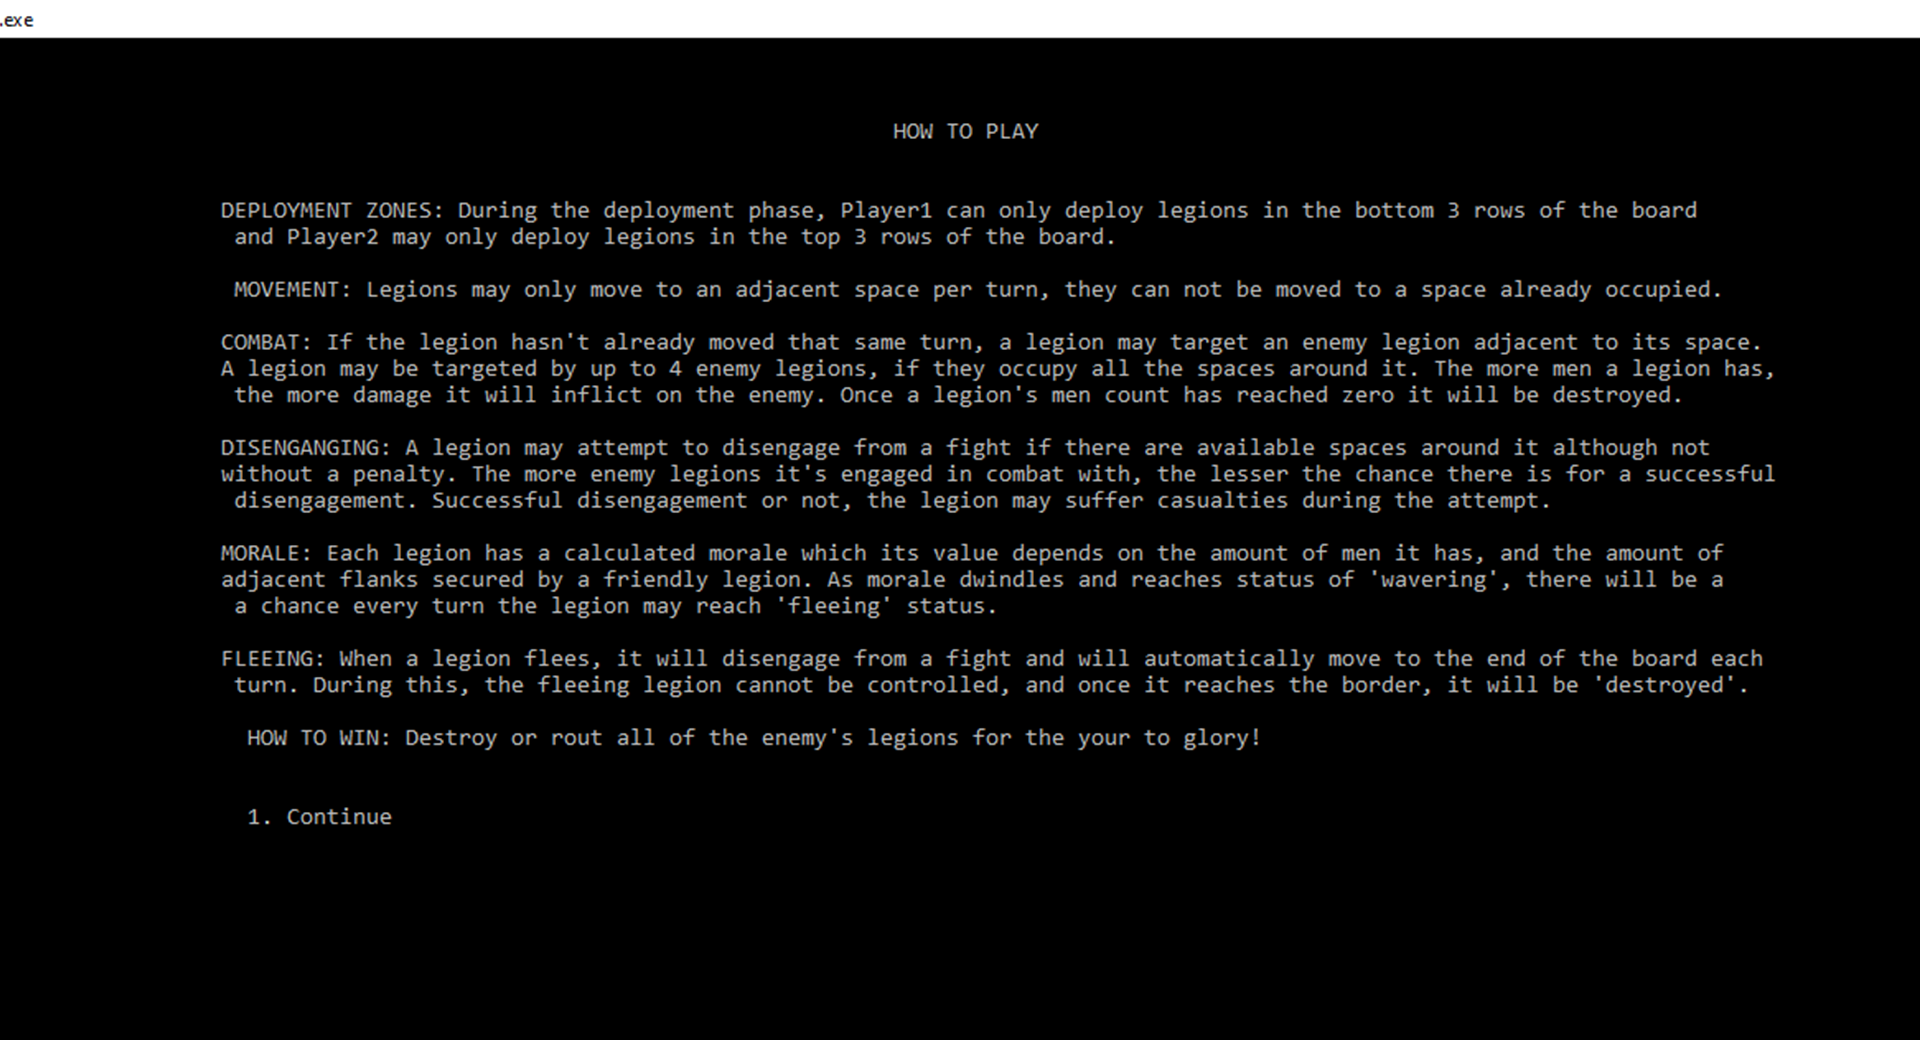 .exe
HOW TO PLAY
DEPLOYMENT ZONES: During the deployment phase, Player1 can only deploy legions in the bottom 3 rows of the board
and Player2 may only deploy legions in the top 3 rows of the board.
MOVEMENT: Legions may only move to an adjacent space per turn, they can not be moved to a space already occupied.
COMBAT: If the legion hasn't already moved that same turn, a legion may target an enemy legion adjacent to its space.
A legion may be targeted by up to 4 enemy legions, if they occupy all the spaces around it. The more men a legion has,
the more damage it will inflict on the enemy. Once a legion's men count has reached zero it will be destroyed.
DISENGANGING: A legion may attempt to disengage from a fight if there are available spaces around it although not
without a penalty. The more enemy legions it's engaged in combat with, the lesser the chance there is for a successful
disengagement. Successful disengagement or not, the legion may suffer casualties during the attempt.
MORALE: Each legion has a calculated morale which its value depends on the amount of men it has, and the amount of
adjacent flanks secured by a friendly legion. As morale dwindles and reaches status of 'wavering', there will be a
a chance every turn the legion may reach 'fleeing' status.
FLEEING: When a legion flees, it will disengage from a fight and will automatically move to the end of the board each
turn. During this, the fleeing legion cannot be controlled, and once it reaches the border, it will be 'destroyed'.
HOW TO WIN: Destroy or rout all of the enemy's legions for the your to glory!
1. Continue